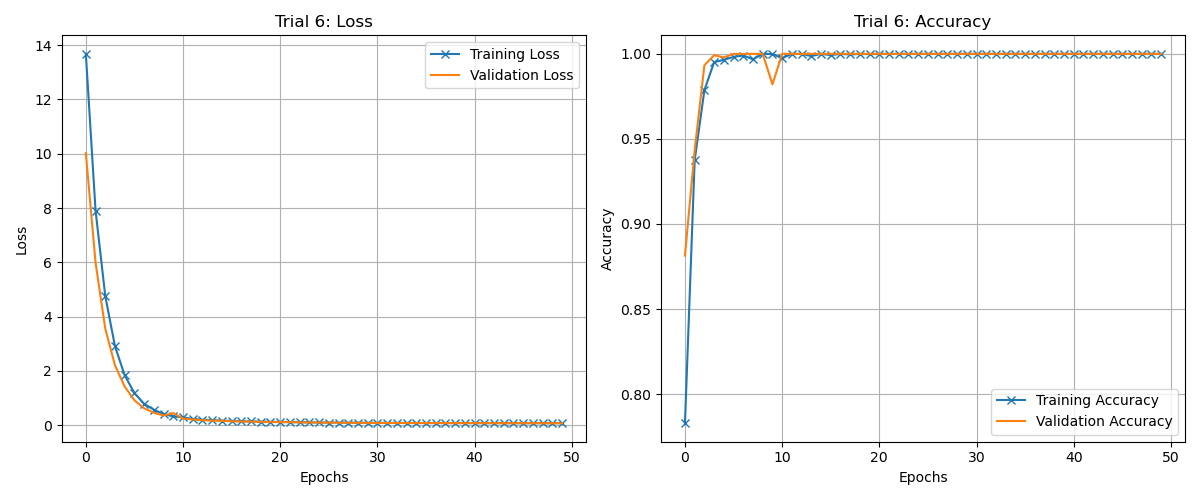 Trial 6: Loss
14
12
10
8
6
4
2
0
Loss
0
10
20
30
40
50
Epochs
Training Loss
Validation Loss
Trial 6: Accuracy
1.00
0.95
0.90
0.85
0.80
Accuracy
0
10
20
30
40
50
Epochs
Training Accuracy
Validation Accuracy